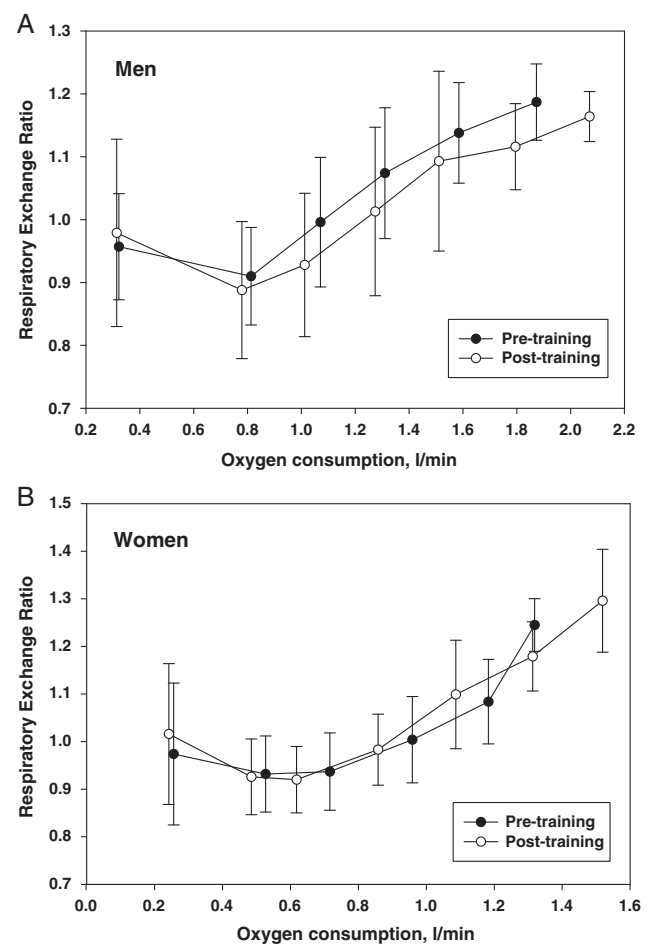 A
1.3
Men
1.2
1.1
1.0
0.9
0.8
0.7
Respiratory Exchange Ratio
Pre-training
Post-training
0.2 0.4 0.6 0.8 1.0 1.2 1.4 1.6 1.8 2.0 2.2
Oxygen consumption, l/min
B
1.5
Women
1.4
1.3
1.2
1.1
1.0
0.9
0.8
0.7
Respiratory Exchange Ratio
Pre-training
Post-training
0.0 0.2 0.4 0.6 0.8 1.0 1.2 1.4 1.6
Oxygen consumption, l/min